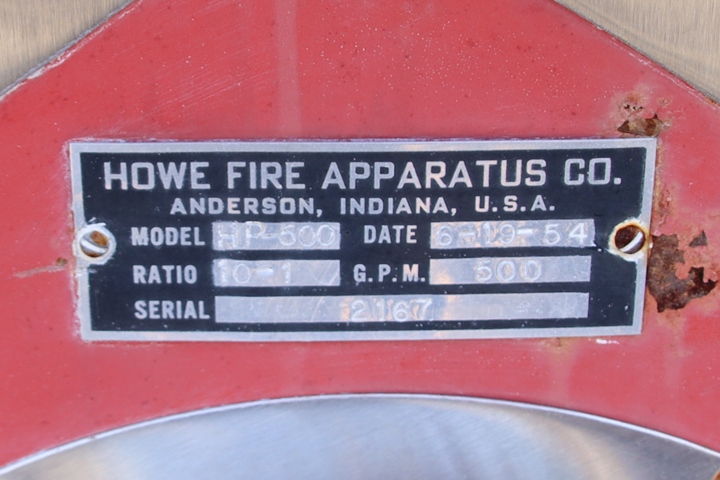 HOWE FIRE APPARATUS CO.
ANDERSON, INDIANA, U.S.A.
MODEL HP-500 DATE 6-19-54
RATIO 10-1 G.P.M. 500
SERIAL 2167